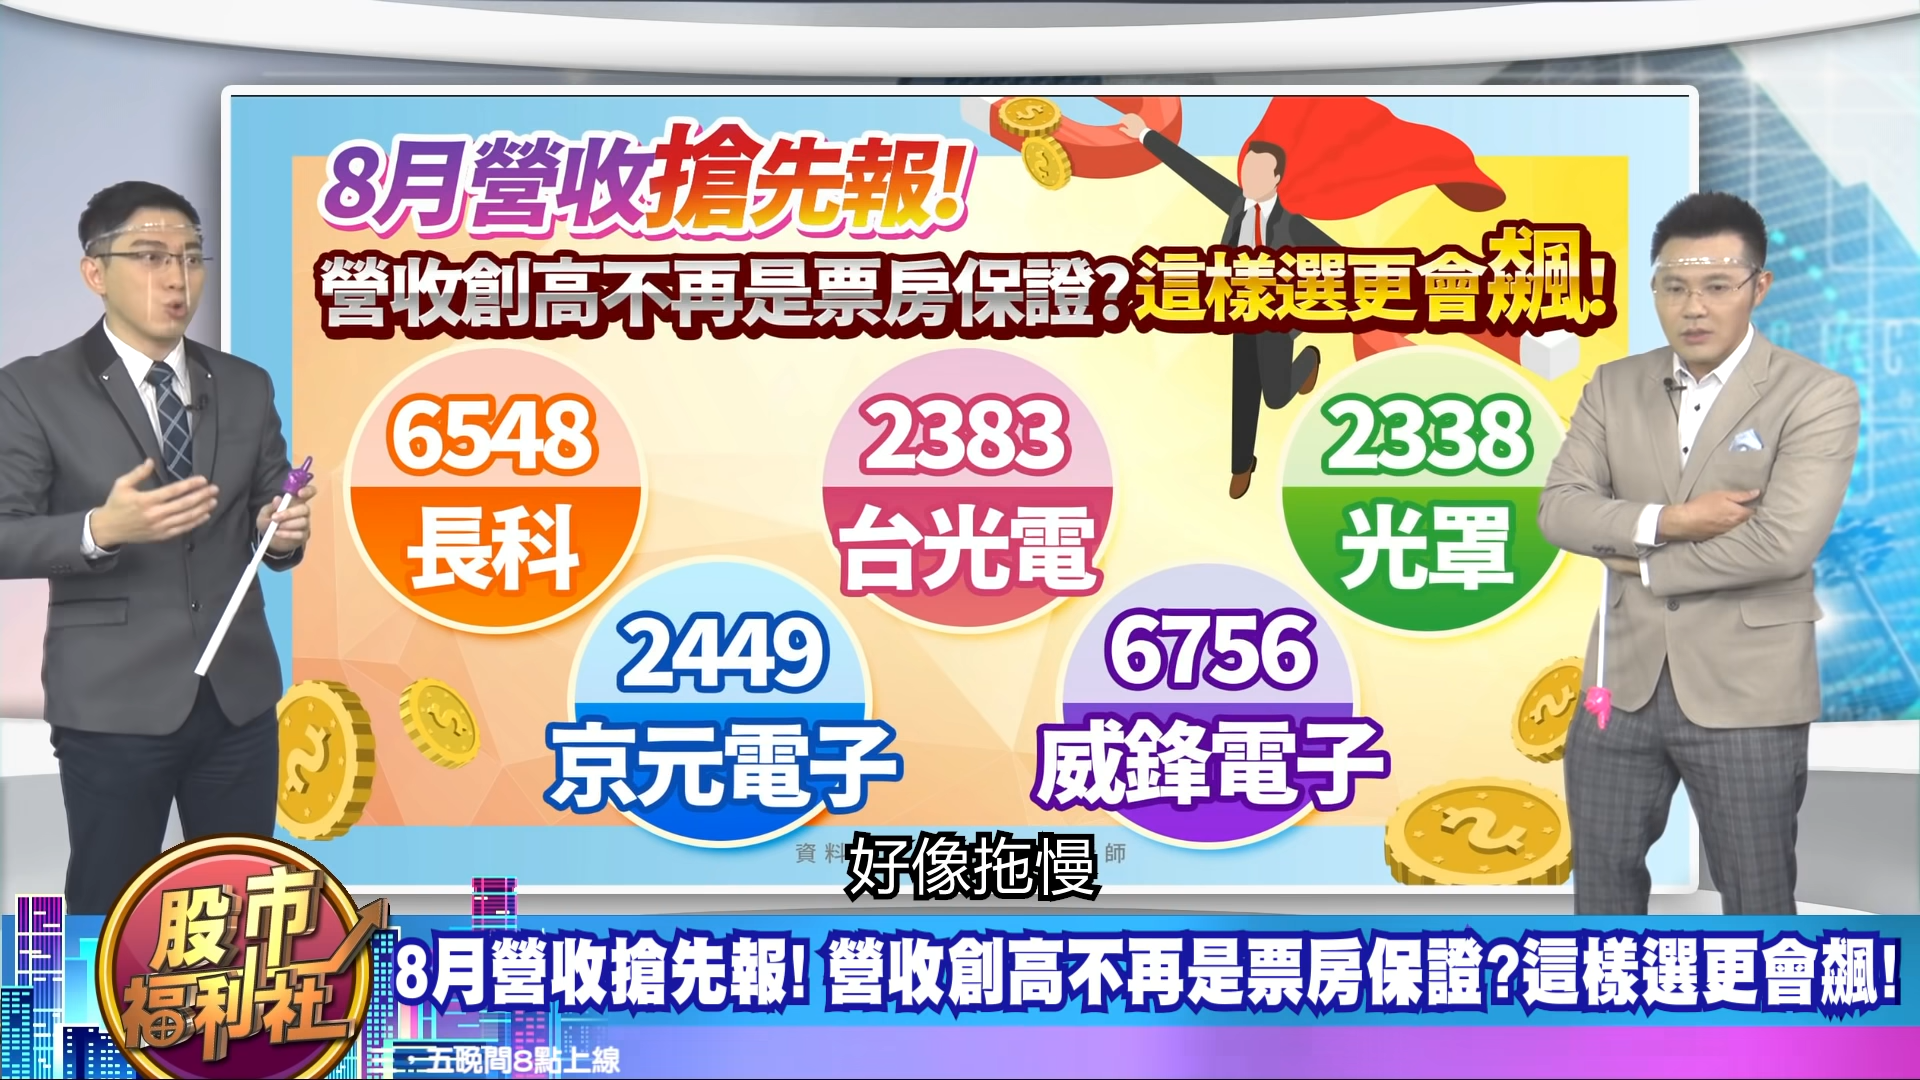 8月營收搶先報!
營收創高不再是票房保證?這樣選更會飆!
6548
長科
2383
台光電
2338
光罩
2449
京元電子
6756
威鋒電子
資料
師
好像拖慢
股市
福利社
8月營收搶先報! 營收創高不再是票房保證?這樣選更會飆!
三，五晚間8點上線